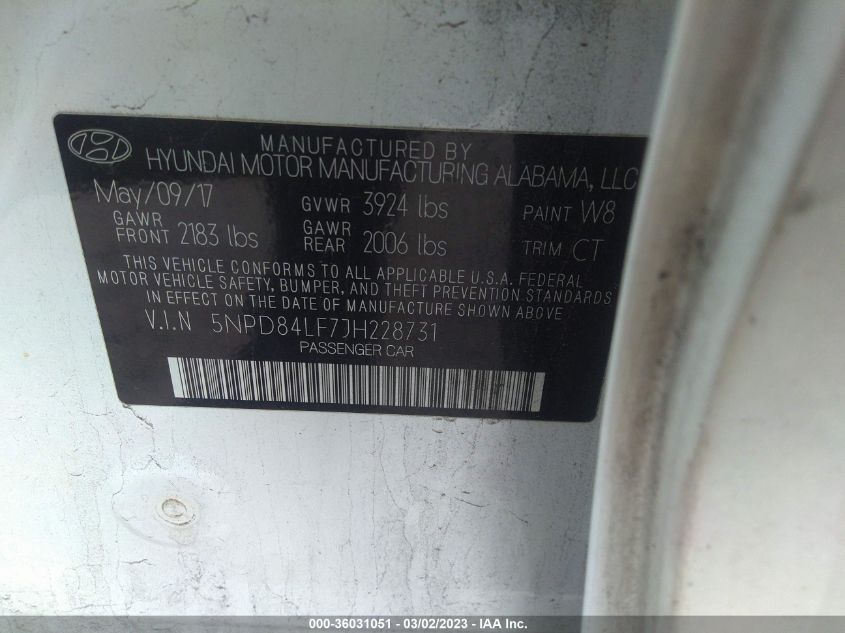 MANUFACTURED BY
HYUNDAI MOTOR MANUFACTURING ALABAMA, LLC
May/09/17 GVWR 3924 lbs PAINT W8
GAWR FRONT 2183 lbs GAWR REAR 2006 lbs TRIM CT
THIS VEHICLE CONFORMS TO ALL APPLICABLE U.S.A. FEDERAL
MOTOR VEHICLE SAFETY, BUMPER, AND THEFT PREVENTION STANDARDS
IN EFFECT ON THE DATE OF MANUFACTURE SHOWN ABOVE
V.I.N 5NPD84LF7JH228731
PASSENGER CAR
000-36031051 — 03/02/2023 — IAA Inc.